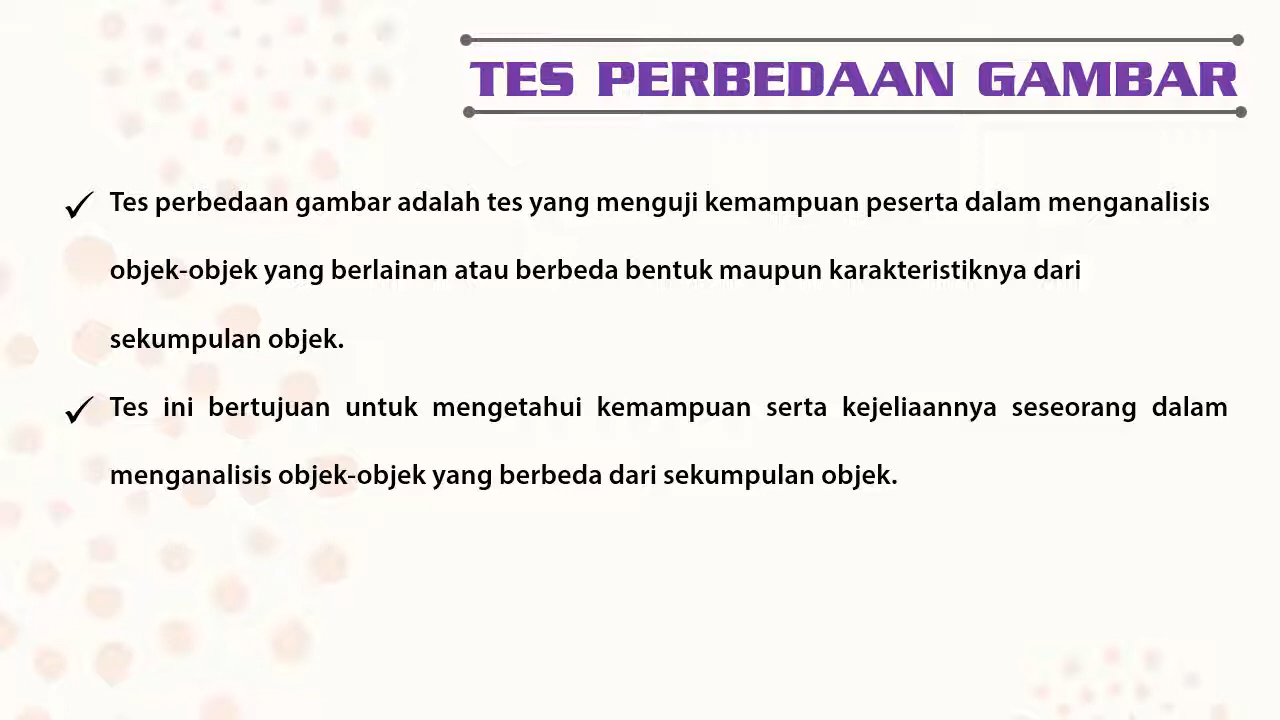 TES PERBEDAAN GAMBAR
✓ Tes perbedaan gambar adalah tes yang menguji kemampuan peserta dalam menganalisis
objek-objek yang berlainan atau berbeda bentuk maupun karakteristiknya dari
sekumpulan objek.
✓ Tes ini bertujuan untuk mengetahui kemampuan serta kejeliaannya seseorang dalam
menganalisis objek-objek yang berbeda dari sekumpulan objek.